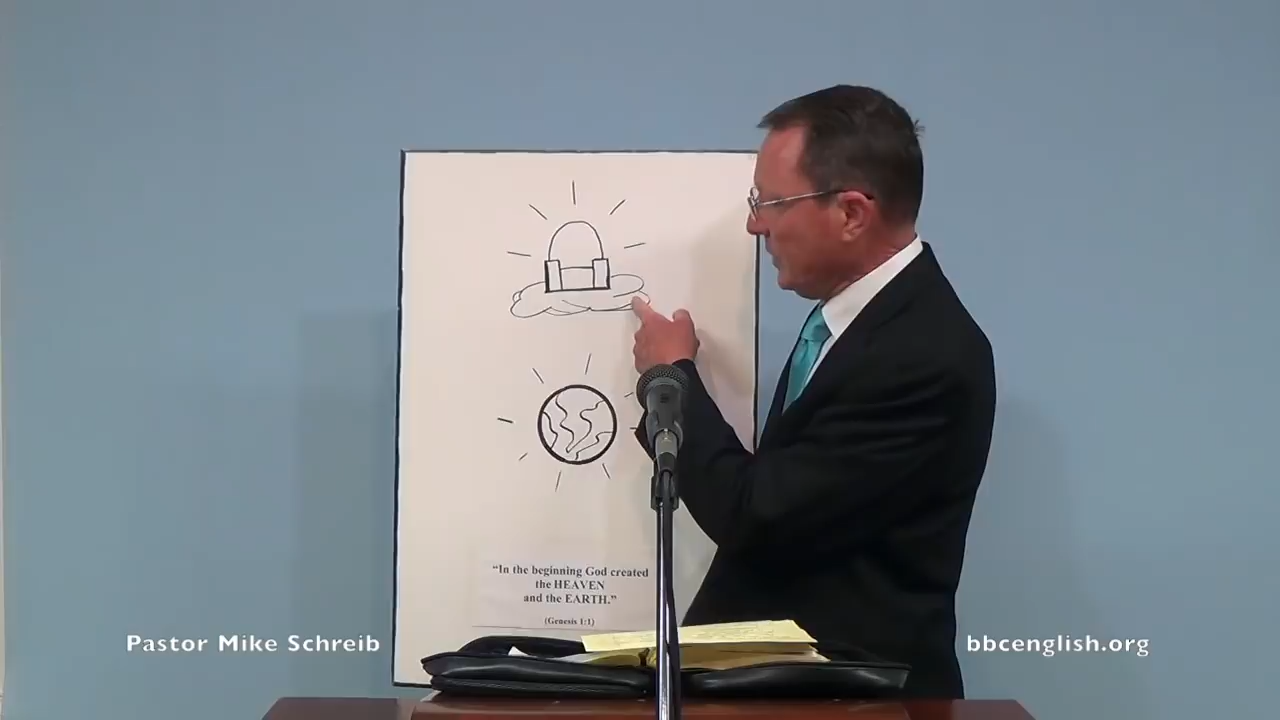 “In the beginning God created
the HEAVEN
and the EARTH.”
(Genesis 1:1)
Pastor Mike Schreib
bbcenglish.org